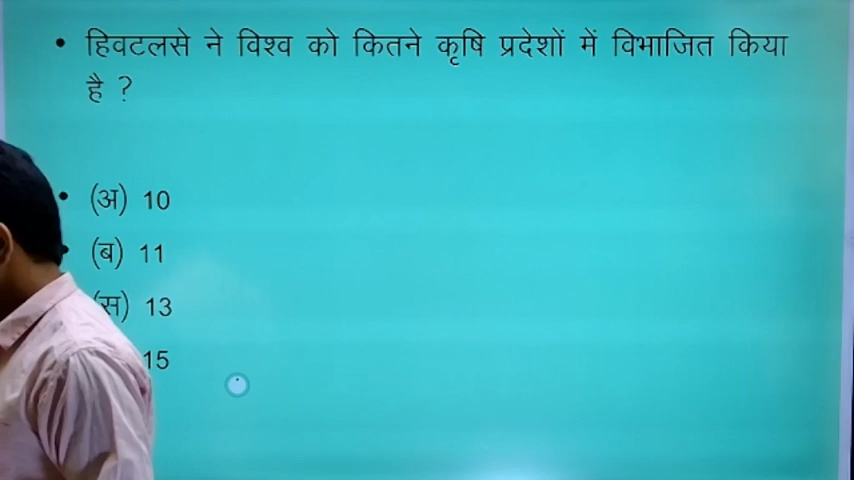 • हिवटलसे ने विश्व को कितने कृषि प्रदेशों में विभाजित किया
है ?
• (अ) 10
• (ब) 11
(स) 13
15